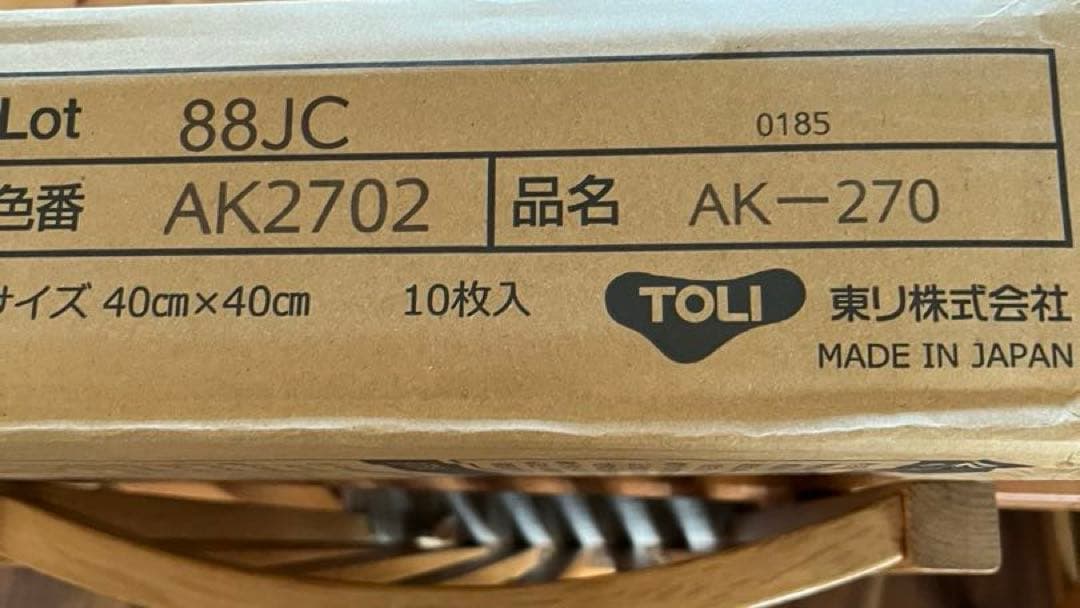 Lot 88JC 0185
色番 AK2702 品名 AK－270
サイズ 40㎝×40㎝ 10枚入 TOLI 東リ株式会社
MADE IN JAPAN